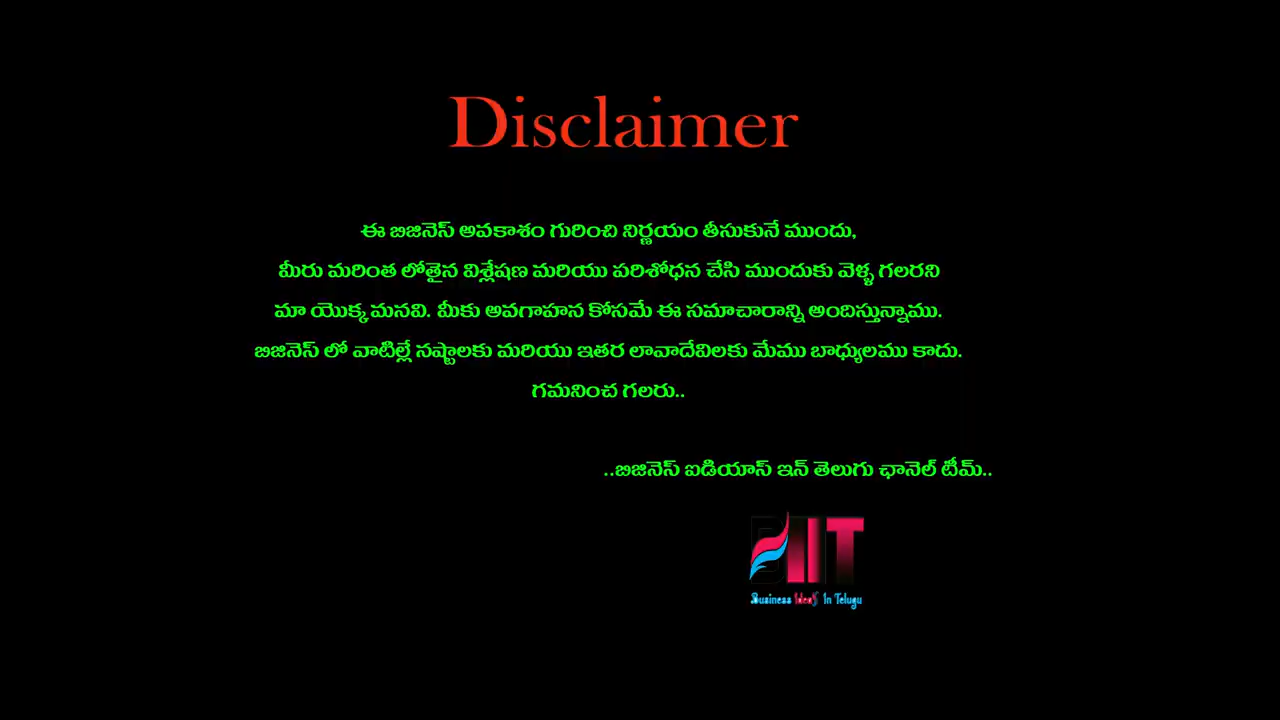 Disclaimer
ఈ బిజినెస్ అవకాశం గురించి నిర్ణయం తీసుకునే ముందు,
మీరు మరింత లోతైన విశ్లేషణ మరియు పరిశోధన చేసి ముందుకు వెళ్ళ గలరని
మా యొక్క మనవి. మీకు అవగాహన కోసమే ఈ సమాచారాన్ని అందిస్తున్నాము.
బిజినెస్ లో వాటిల్లే నష్టాలకు మరియు ఇతర లావాదేవిలకు మేము బాధ్యులము కాదు.
గమనించ గలరు..
..బిజినెస్ ఐడియాస్ ఇన్ తెలుగు ఛానెల్ టీమ్..
BIIT
Business Ideas In Telugu